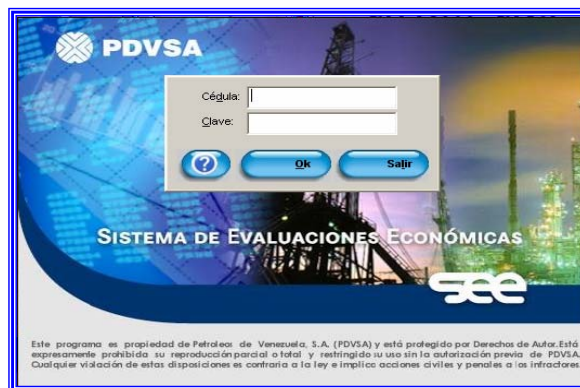 PDVSA
Cédula:
Clave:
?
Ok
Salir
SISTEMA DE EVALUACIONES ECONÓMICAS
see
Este programa es propiedad de Petroleos de Venezuela, S.A. (PDVSA) y está protegido por Derechos de Autor.Está
expresamente prohibida su reproducción parcial o total y restringido su uso sin la autorización previa de PDVSA.
Cualquier violación de estas disposiciones es contraria a la ley e implica acciones civiles y penales a los infractores